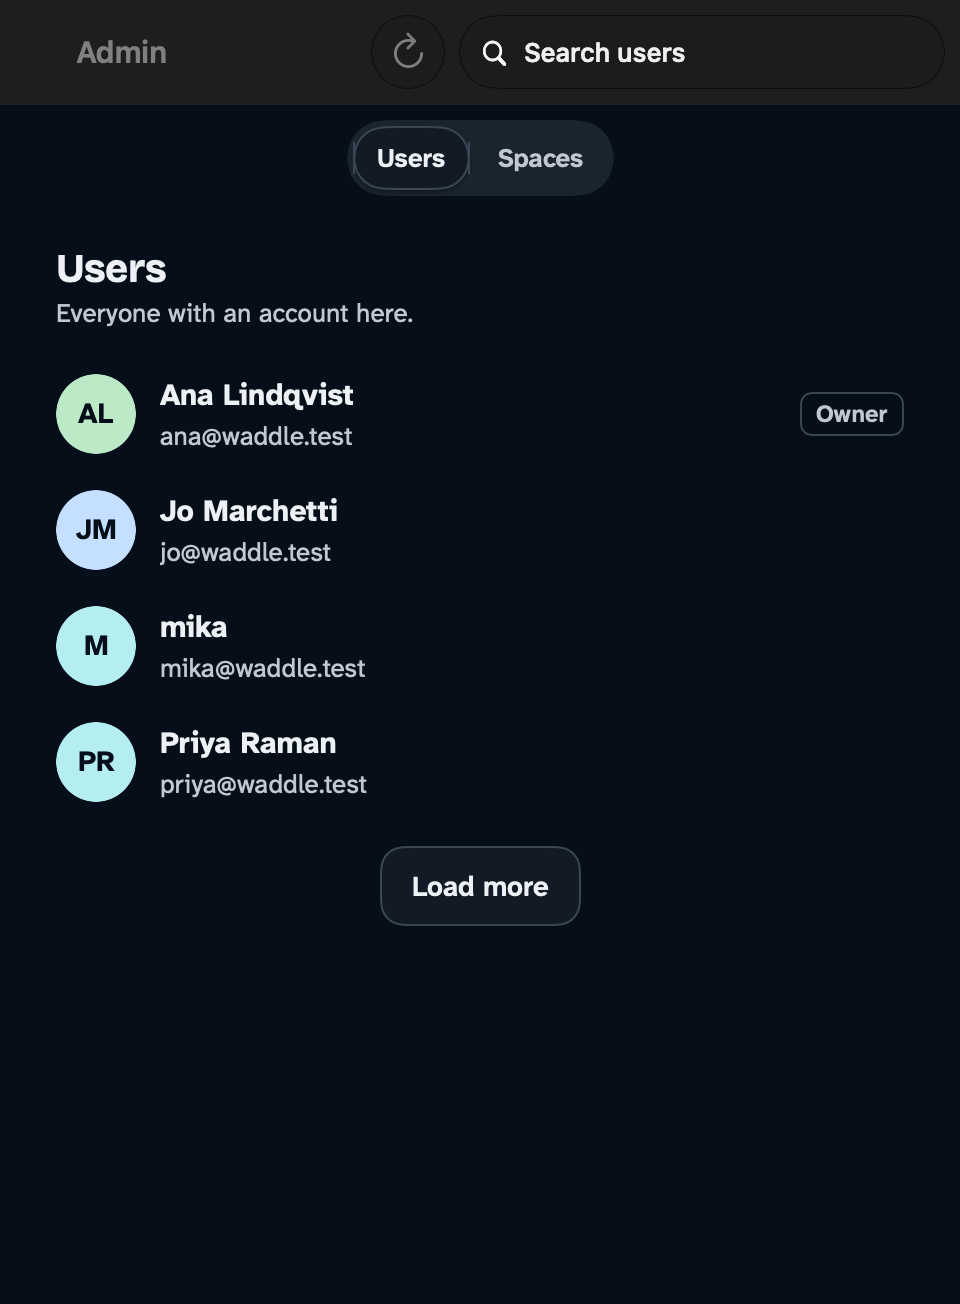 Admin
Search users
Users
Spaces
Users
Everyone with an account here.
AL
Ana Lindqvist
ana@waddle.test
Owner
JM
Jo Marchetti
jo@waddle.test
M
mika
mika@waddle.test
PR
Priya Raman
priya@waddle.test
Load more